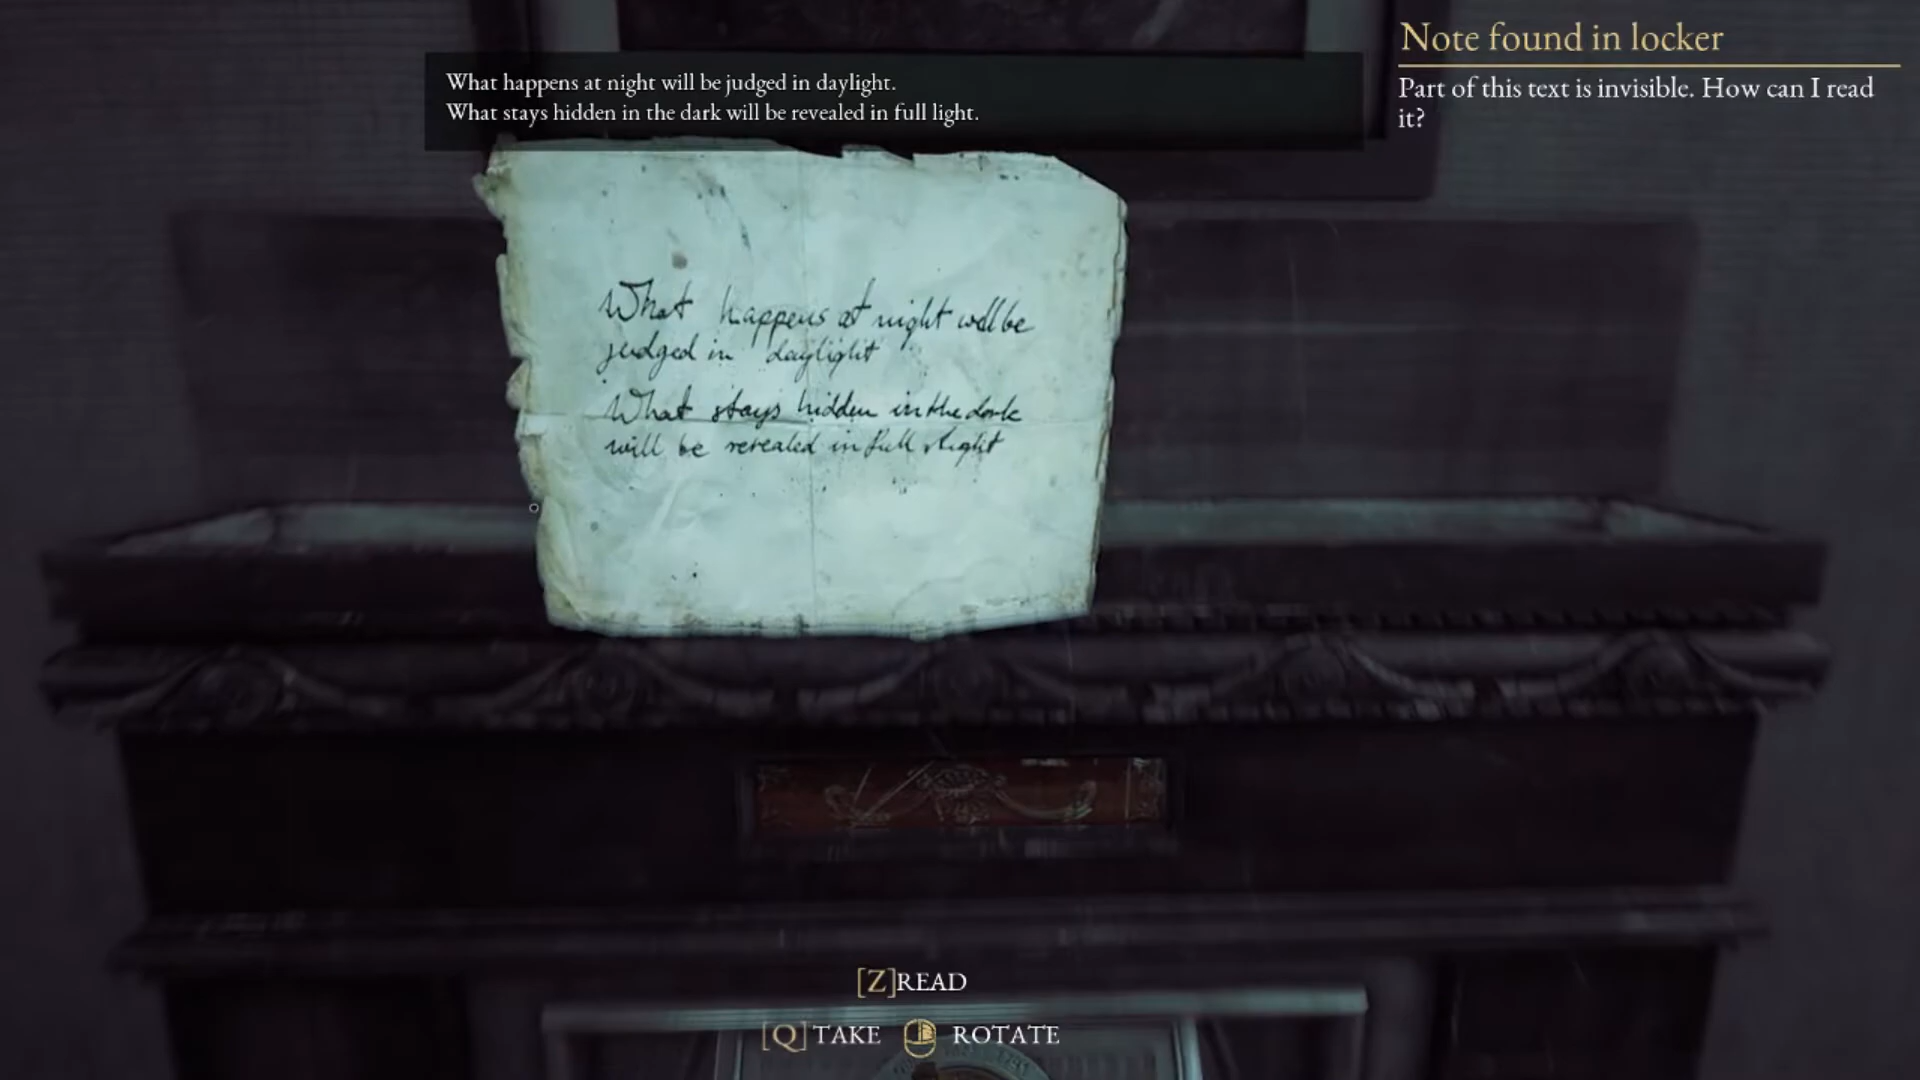 Note found in locker
Part of this text is invisible. How can I read
it?
What happens at night will be judged in daylight.
What stays hidden in the dark will be revealed in full light.
What happens at night will be
judged in daylight
What stays hidden in the dark
will be revealed in full light
[Z]READ
[Q]TAKE ROTATE